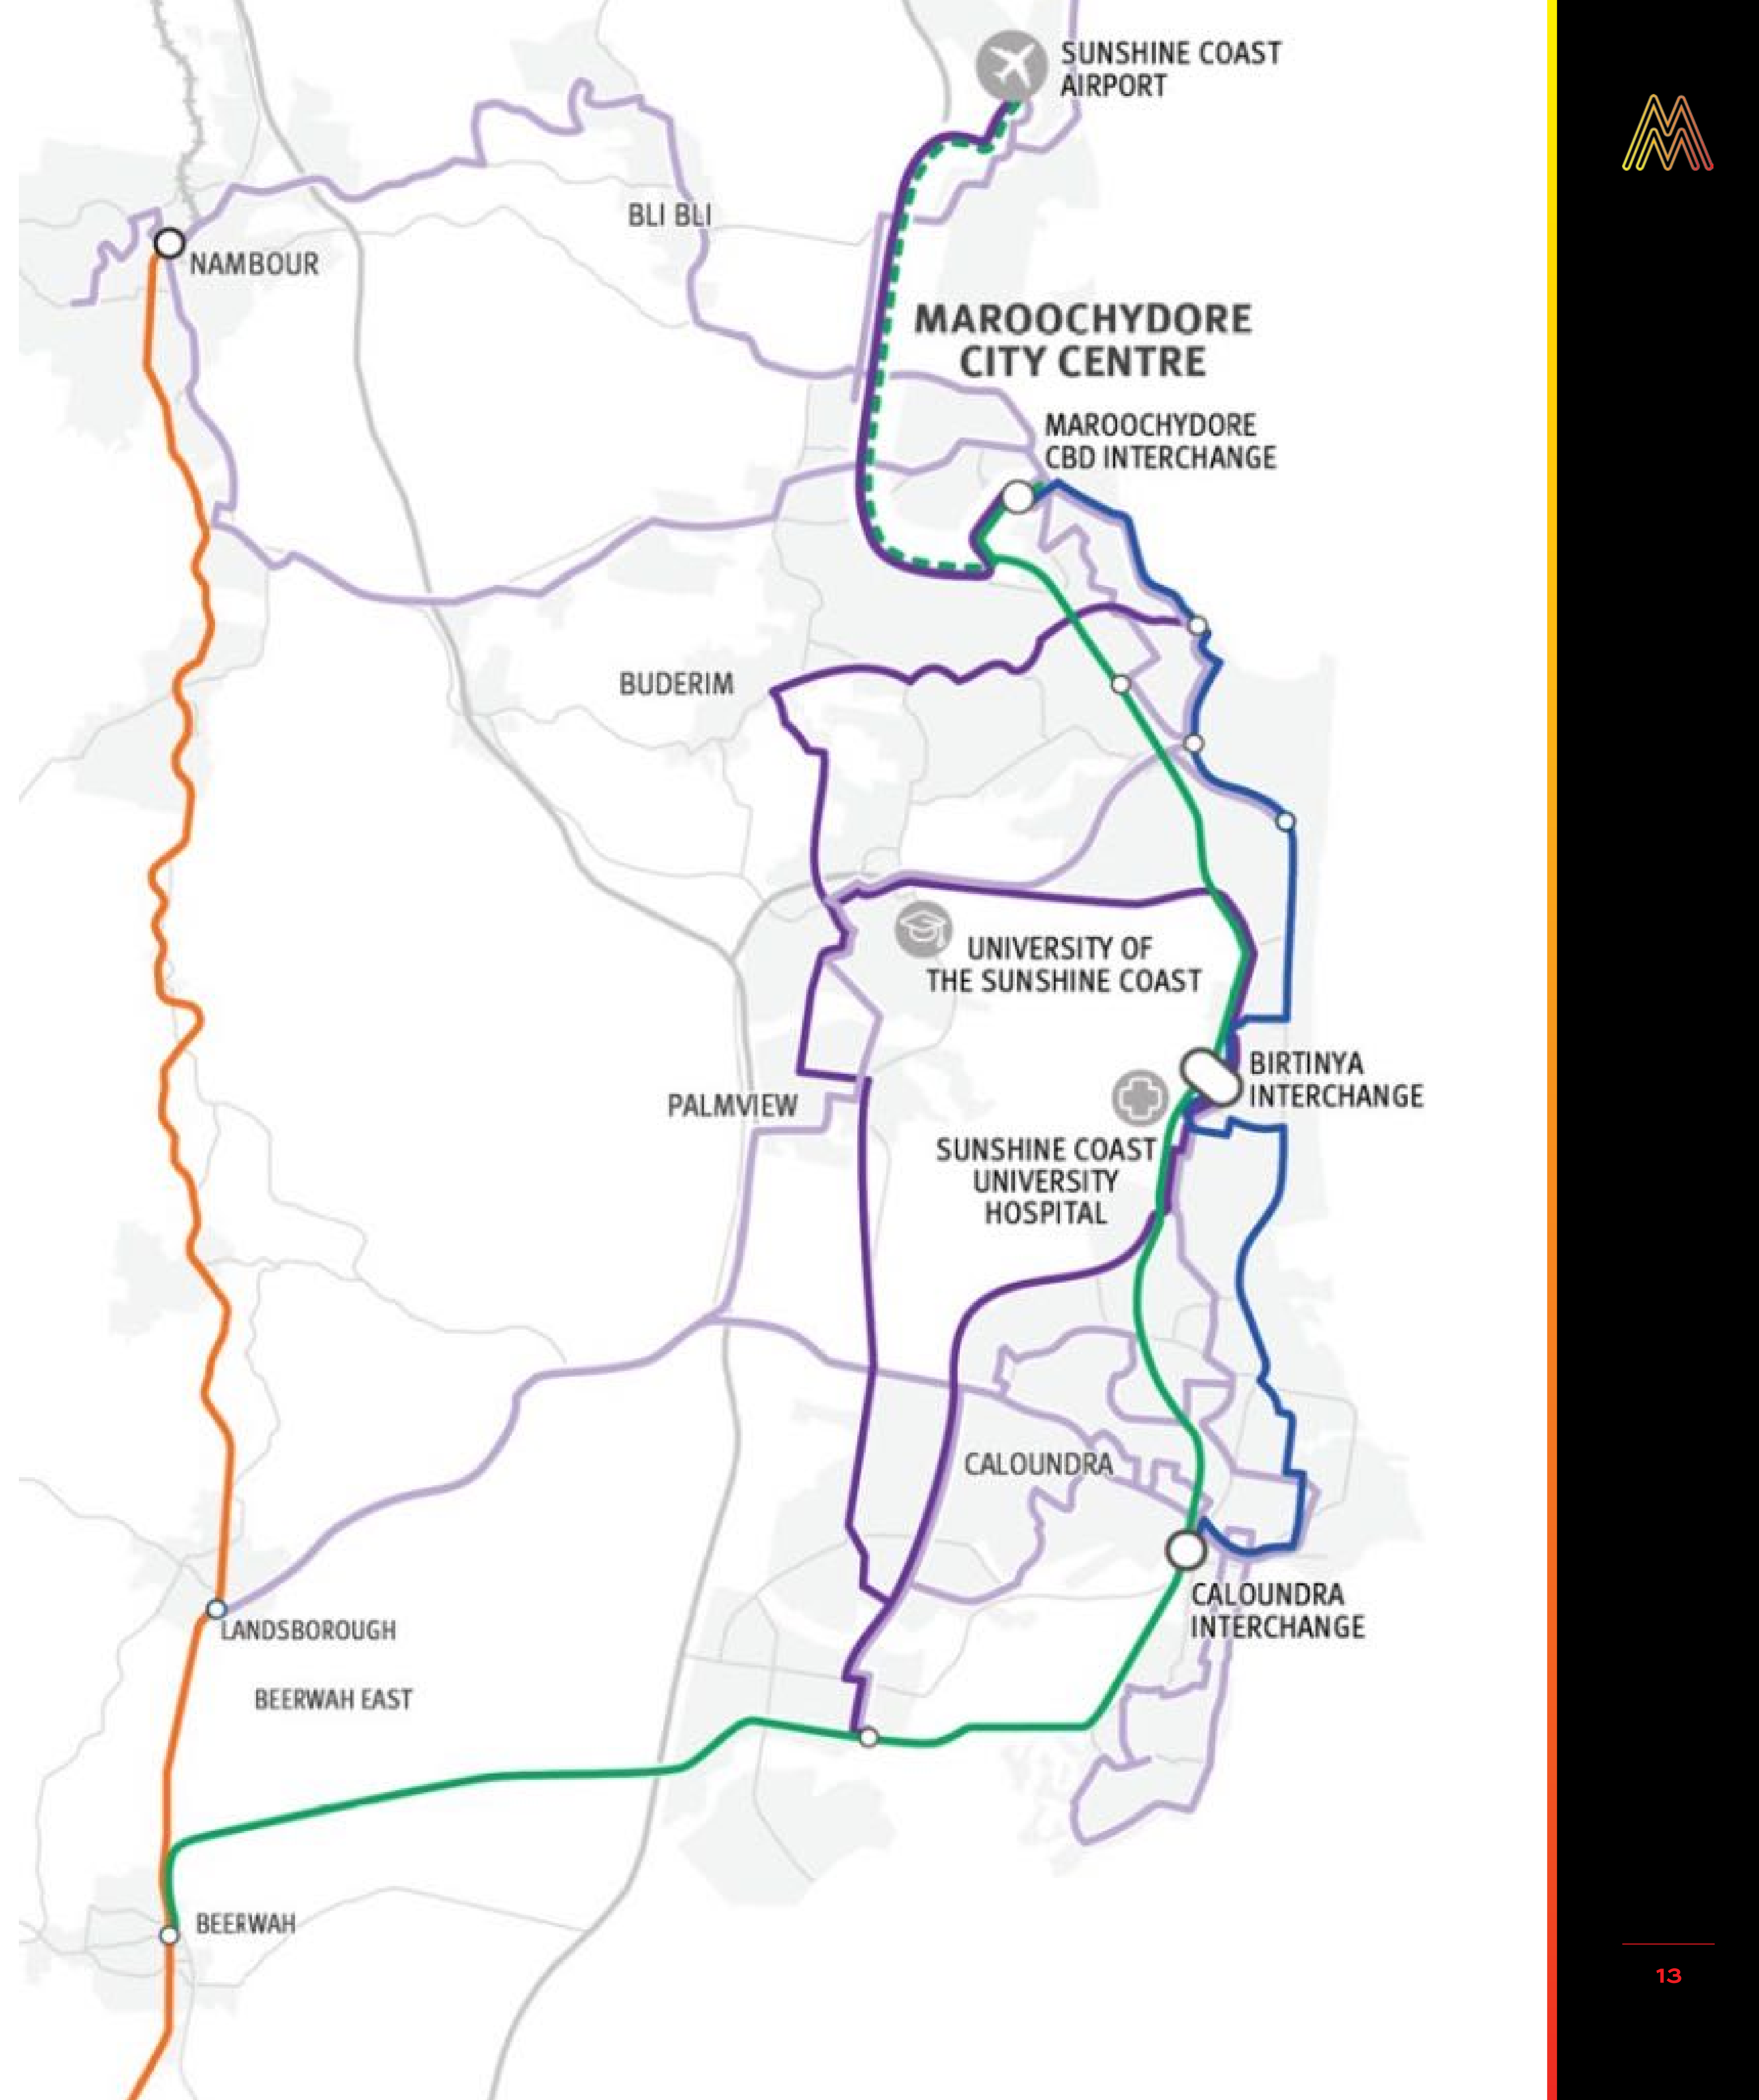 SUNSHINE COAST
AIRPORT
BLI BLI
NAMBOUR
MAROOCHYDORE
CITY CENTRE
MAROOCHYDORE
CBD INTERCHANGE
BUDERIM
UNIVERSITY OF
THE SUNSHINE COAST
BIRTINYA
INTERCHANGE
PALMVIEW
SUNSHINE COAST
UNIVERSITY
HOSPITAL
CALOUNDRA
CALOUNDRA
INTERCHANGE
LANDSBOROUGH
BEERWAH EAST
BEERWAH
13